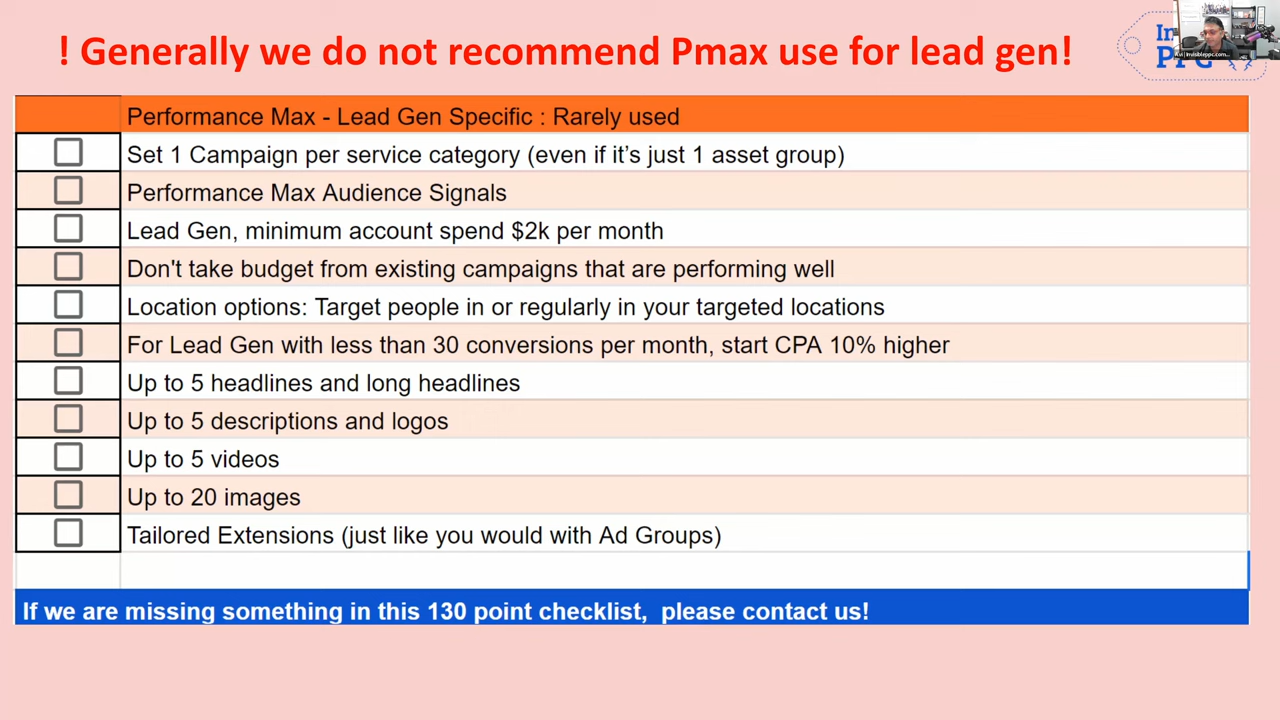 ! Generally we do not recommend Pmax use for lead gen!
Performance Max - Lead Gen Specific : Rarely used
Set 1 Campaign per service category (even if it's just 1 asset group)
Performance Max Audience Signals
Lead Gen, minimum account spend $2k per month
Don't take budget from existing campaigns that are performing well
Location options: Target people in or regularly in your targeted locations
For Lead Gen with less than 30 conversions per month, start CPA 10% higher
Up to 5 headlines and long headlines
Up to 5 descriptions and logos
Up to 5 videos
Up to 20 images
Tailored Extensions (just like you would with Ad Groups)
If we are missing something in this 130 point checklist, please contact us!